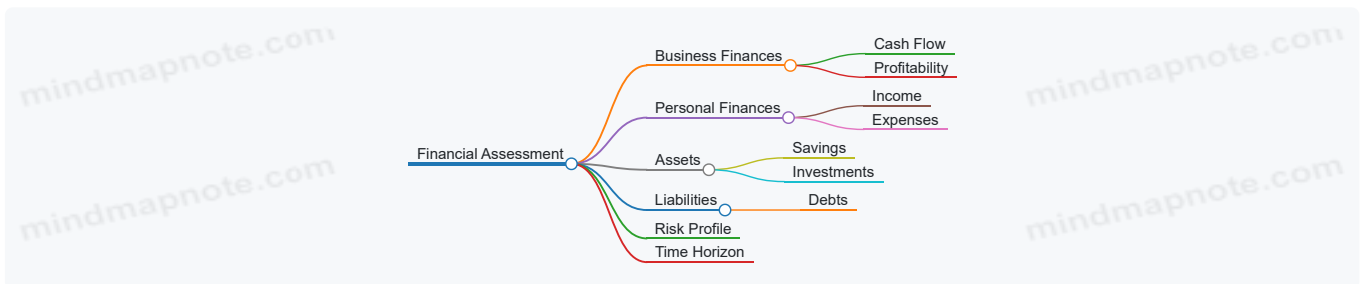 mindmapnote.com
mindmapnote.com
Financial Assessment
Business Finances
Cash Flow
Profitability
Personal Finances
Income
Expenses
Assets
Savings
Investments
Liabilities
Debts
Risk Profile
Time Horizon
mindmapnote.com
mindmapnote.com